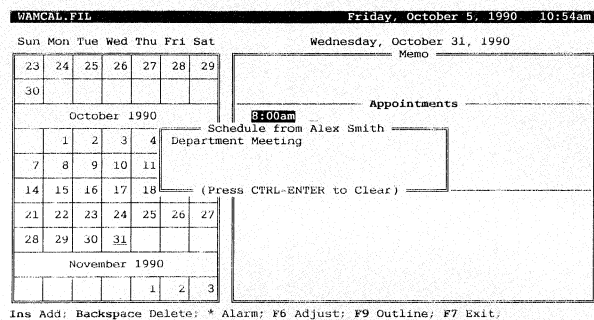 WAMCAL.FIL Friday, October 5, 1990 10:54am
Sun Mon Tue Wed Thu Fri Sat
23 24 25 26 27 28 29
30
October 1990
1 2 3 4
7 8 9 10 11
14 15 16 17 18
21 22 23 24 25 26 27
28 29 30 31
November 1990
1 2 3
Wednesday, October 31, 1990
Memo
Appointments
8:00am
Schedule from Alex Smith
Department Meeting
(Press CTRL-ENTER to Clear)
Ins Add; Backspace Delete; * Alarm; F6 Adjust; F9 Outline; F7 Exit;